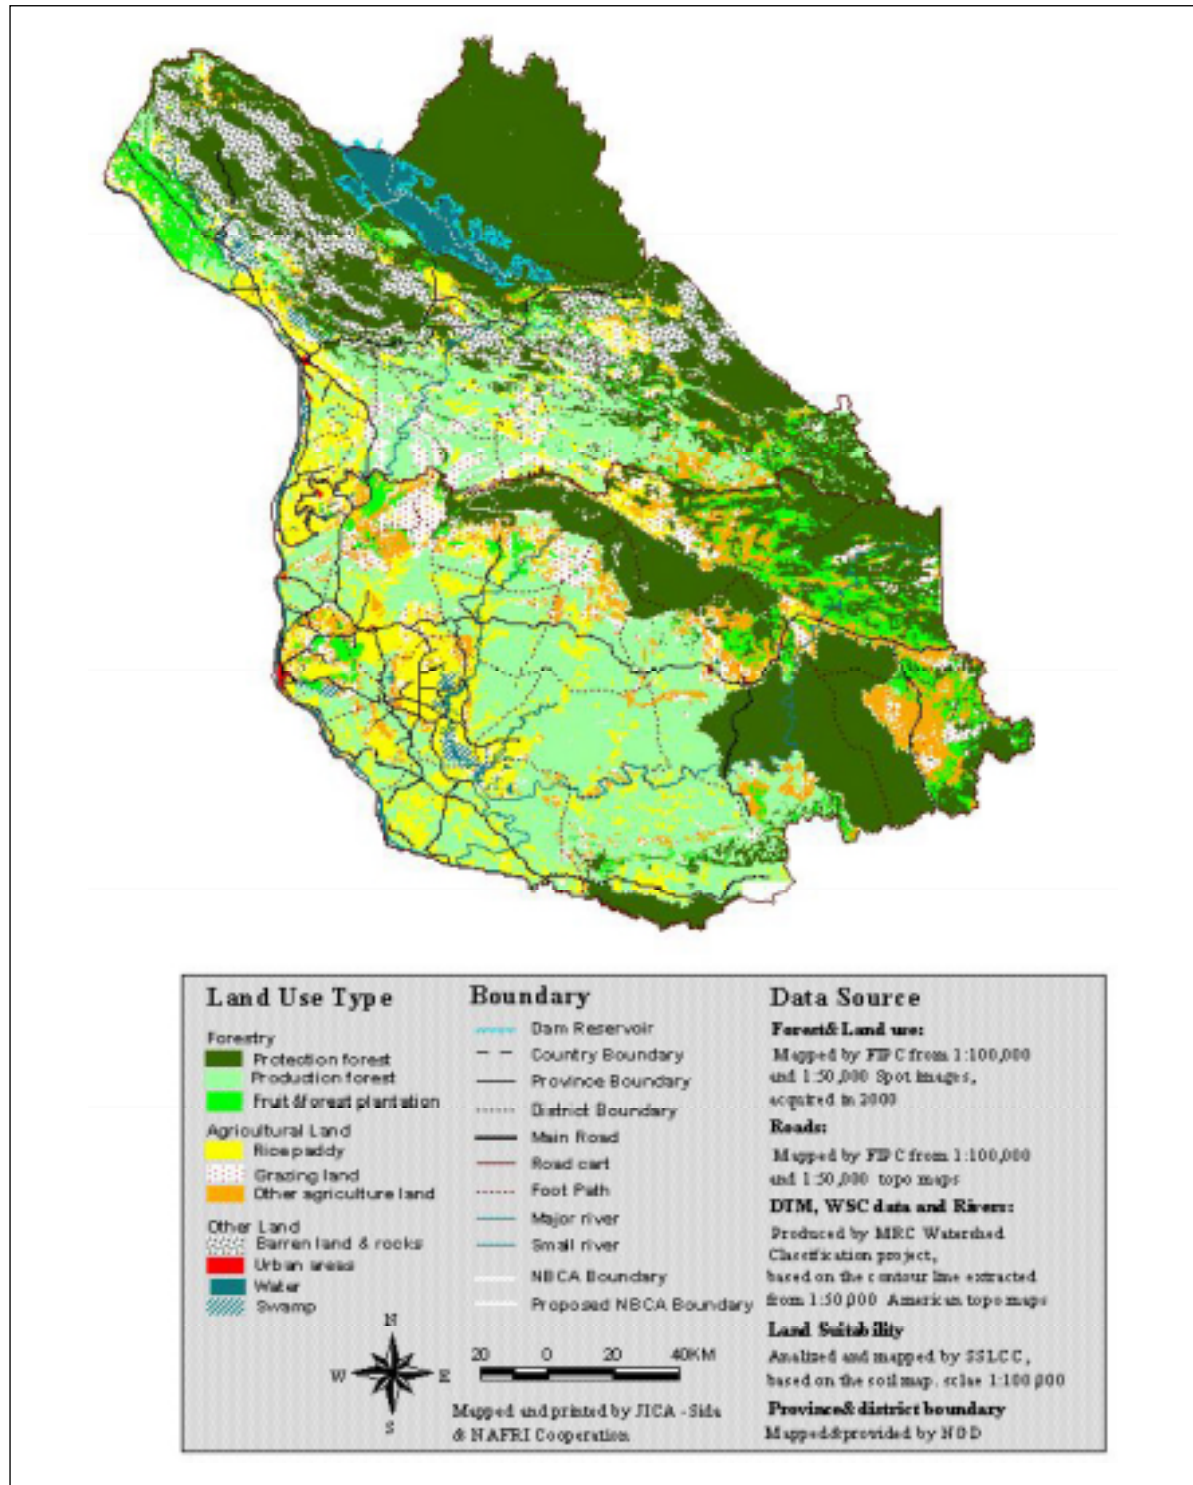 Land Use Type
Forestry
Protection forest
Production forest
Fruit & forest plantation
Agricultural Land
Rice paddy
Grazing land
Other agriculture land
Other Land
Barren land & rocks
Urban areas
Water
Swamp
Boundary
Dam Reservoir
Country Boundary
Province Boundary
District Boundary
Main Road
Road cart
Foot Path
Major river
Small river
NBCA Boundary
Proposed NBCA Boundary
Data Source
Forest& Land use:
Mapped by FIPC from 1:100,000
and 1:50,000 Spot images,
acquired in 2000
Roads:
Mapped by FIPC from 1:100,000
and 1:50,000 topo maps
DTM, WSC data and Rivers:
Produced by MRC Watershed
Classification project,
based on the contour line extracted
from 1:50,000 American topo maps
Land Suitability
Analized and mapped by SSLCC,
based on the soil map. sclae 1:100,000
Province& district boundary
Mapped&provided by NGD
N
W E
S
20 0 20 40KM
Mapped and printed by JICA - Sida
& NAFRI Cooperation